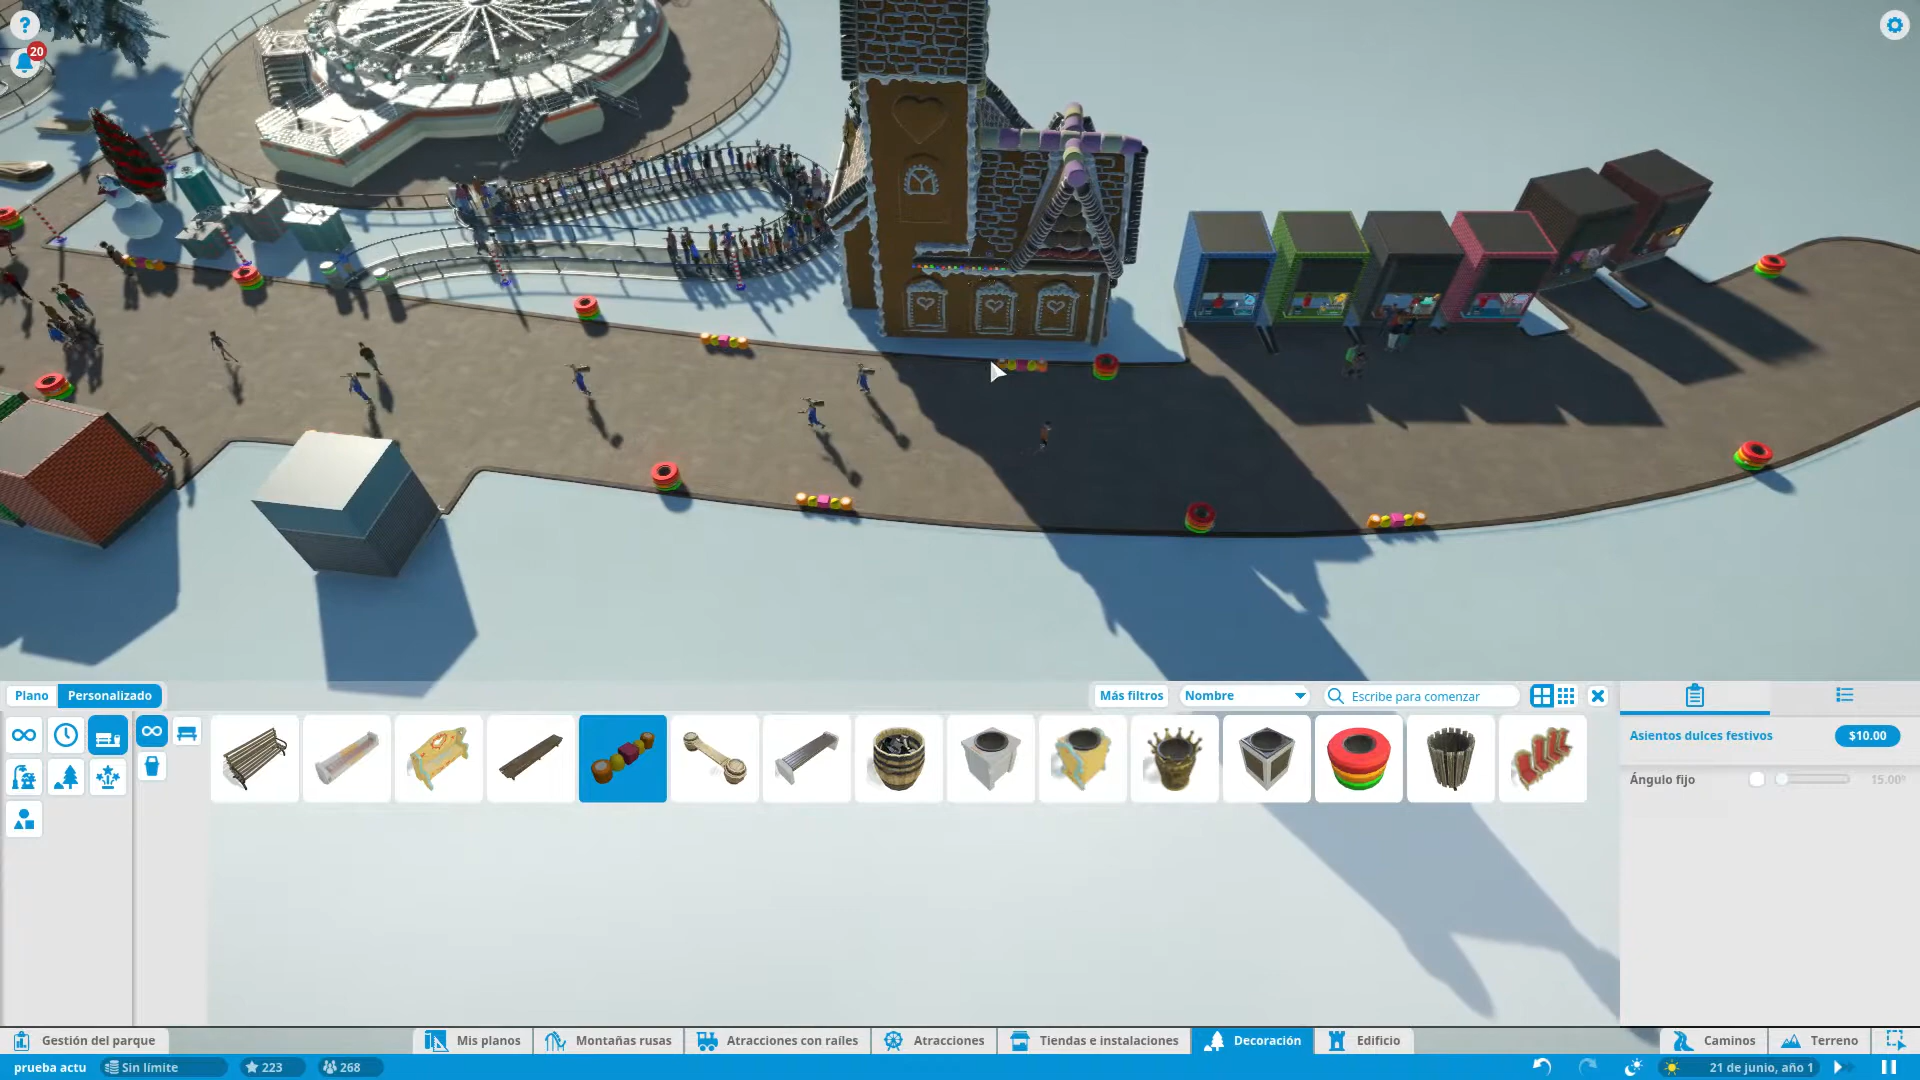 ?
20
Plano
Personalizado
Más filtros
Nombre
Escribe para comenzar
Asientos dulces festivos
$10.00
Ángulo fijo
15.00º
Gestión del parque
Mis planos
Montañas rusas
Atracciones con raíles
Atracciones
Tiendas e instalaciones
Decoración
Edificio
Caminos
Terreno
prueba actu
Sin límite
223
268
21 de junio, año 1